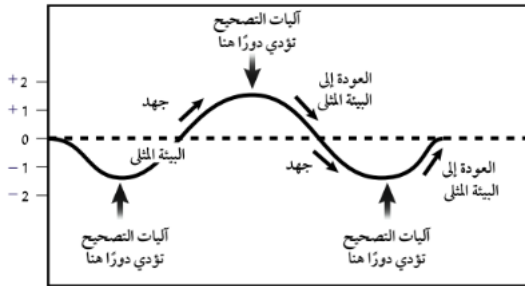 آليات التصحيح
تؤدي دورًا هنا
العودة إلى
البيئة المثلى
جهد
+2
+1
0
−1
−2
البيئة المثلى
جهد
العودة إلى
البيئة المثلى
آليات التصحيح
تؤدي دورًا هنا
آليات التصحيح
تؤدي دورًا هنا